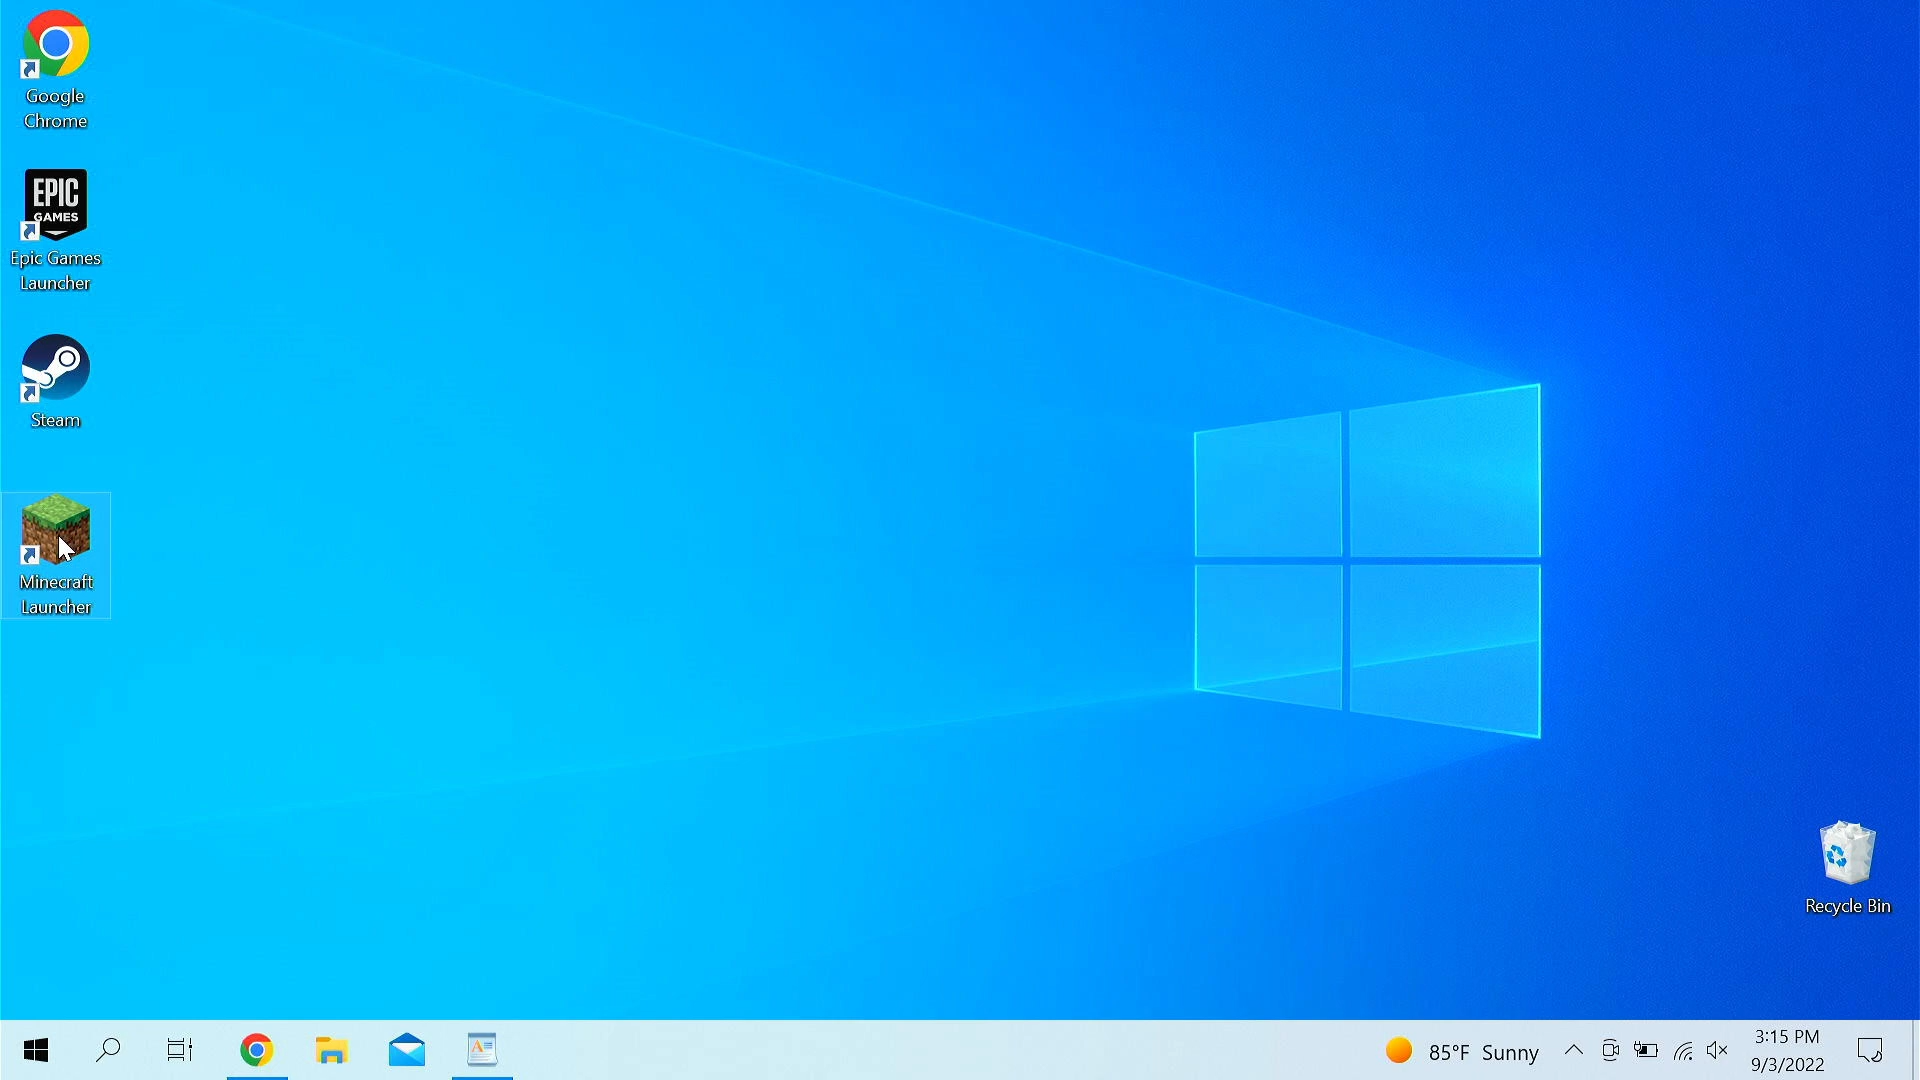 Google
Chrome
EPIC
GAMES
Epic Games
Launcher
Steam
Minecraft
Launcher
Recycle Bin
A
85°F Sunny
3:15 PM
9/3/2022